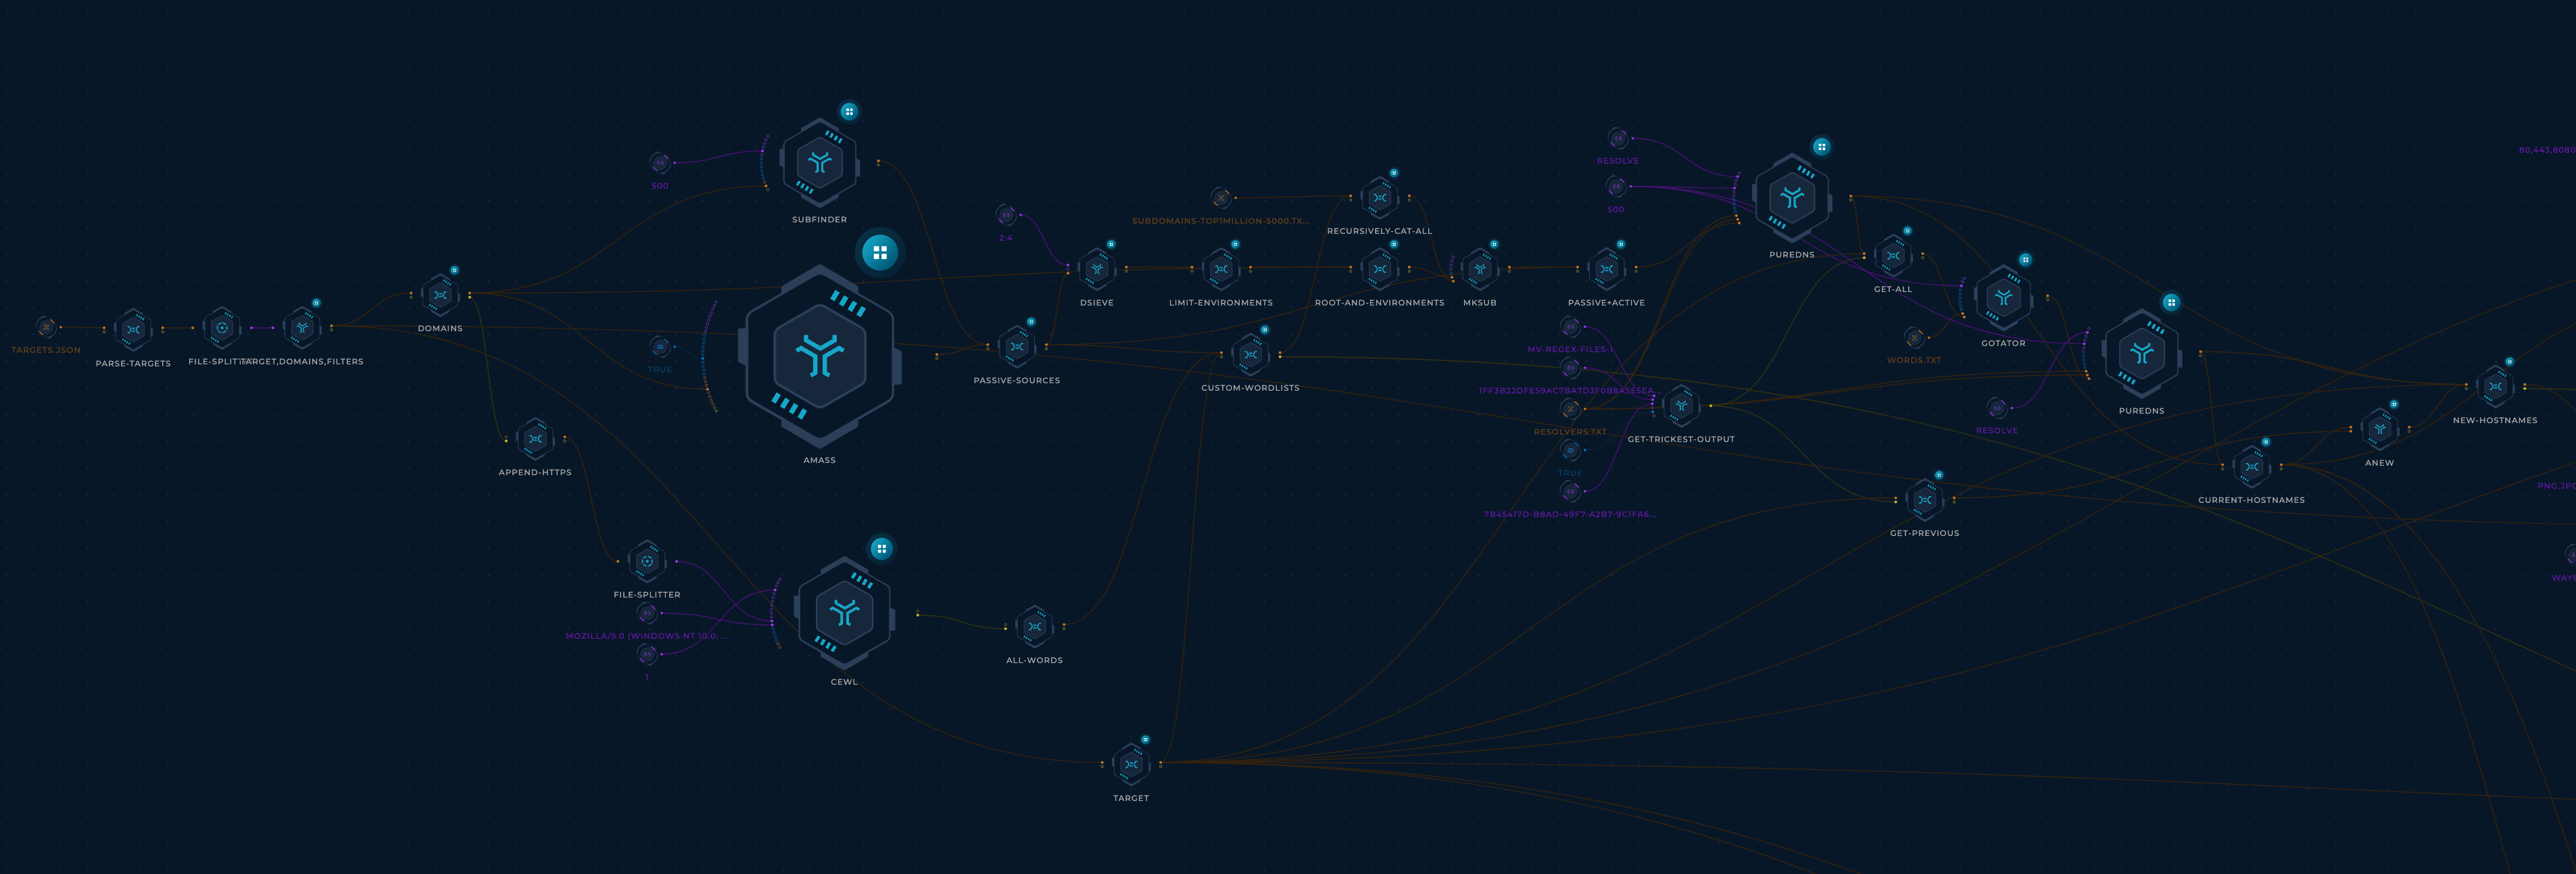 TARGETS.JSON
PARSE-TARGETS
FILE-SPLITTER
TARGET,DOMAINS,FILTERS
DOMAINS
APPEND-HTTPS
500
SUBFINDER
TRUE
AMASS
FILE-SPLITTER
MOZILLA/5.0 (WINDOWS NT 10.0; ...
1
CEWL
2:4
PASSIVE-SOURCES
ALL-WORDS
TARGET
DSIEVE
SUBDOMAINS-TOP1MILLION-5000.TX...
LIMIT-ENVIRONMENTS
CUSTOM-WORDLISTS
RECURSIVELY-CAT-ALL
ROOT-AND-ENVIRONMENTS
MKSUB
PASSIVE+ACTIVE
RESOLVE
500
MV-REGEX-FILES-1
RESOLVERS.TXT
TRUE
7B45417D-B8AD-49F7-A2B7-9C1FA6...
GET-TRICKEST-OUTPUT
PUREDNS
GET-ALL
WORDS.TXT
GOTATOR
GET-PREVIOUS
RESOLVE
PUREDNS
CURRENT-HOSTNAMES
ANEW
NEW-HOSTNAMES
80,443,8080